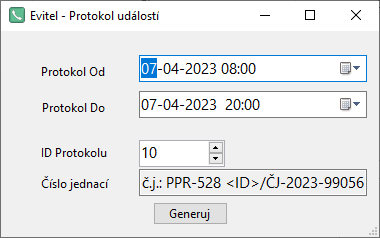 Evitel - Protokol událostí
Protokol Od 07-04-2023 08:00
Protokol Do 07-04-2023 20:00
ID Protokolu 10
Číslo jednací č.j.: PPR-528 <ID>/ČJ-2023-99056
Generuj